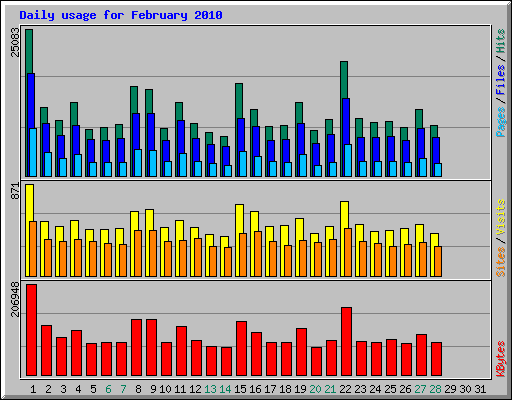 Daily usage for February 2010
25083
Pages / Files / Hits
871
Sites / Visits
206948
KBytes
1 2 3 4 5 6 7 8 9 10 11 12 13 14 15 16 17 18 19 20 21 22 23 24 25 26 27 28 29 30 31